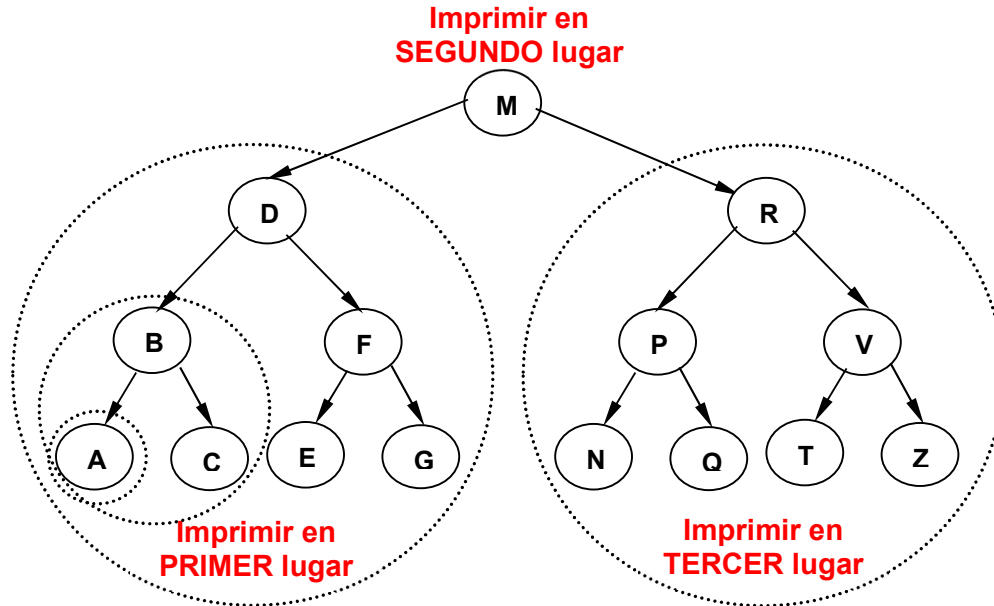 Imprimir en
SEGUNDO lugar
M
D
R
B
F
P
V
A
C
E
G
N
Q
T
Z
Imprimir en
PRIMER lugar
Imprimir en
TERCER lugar